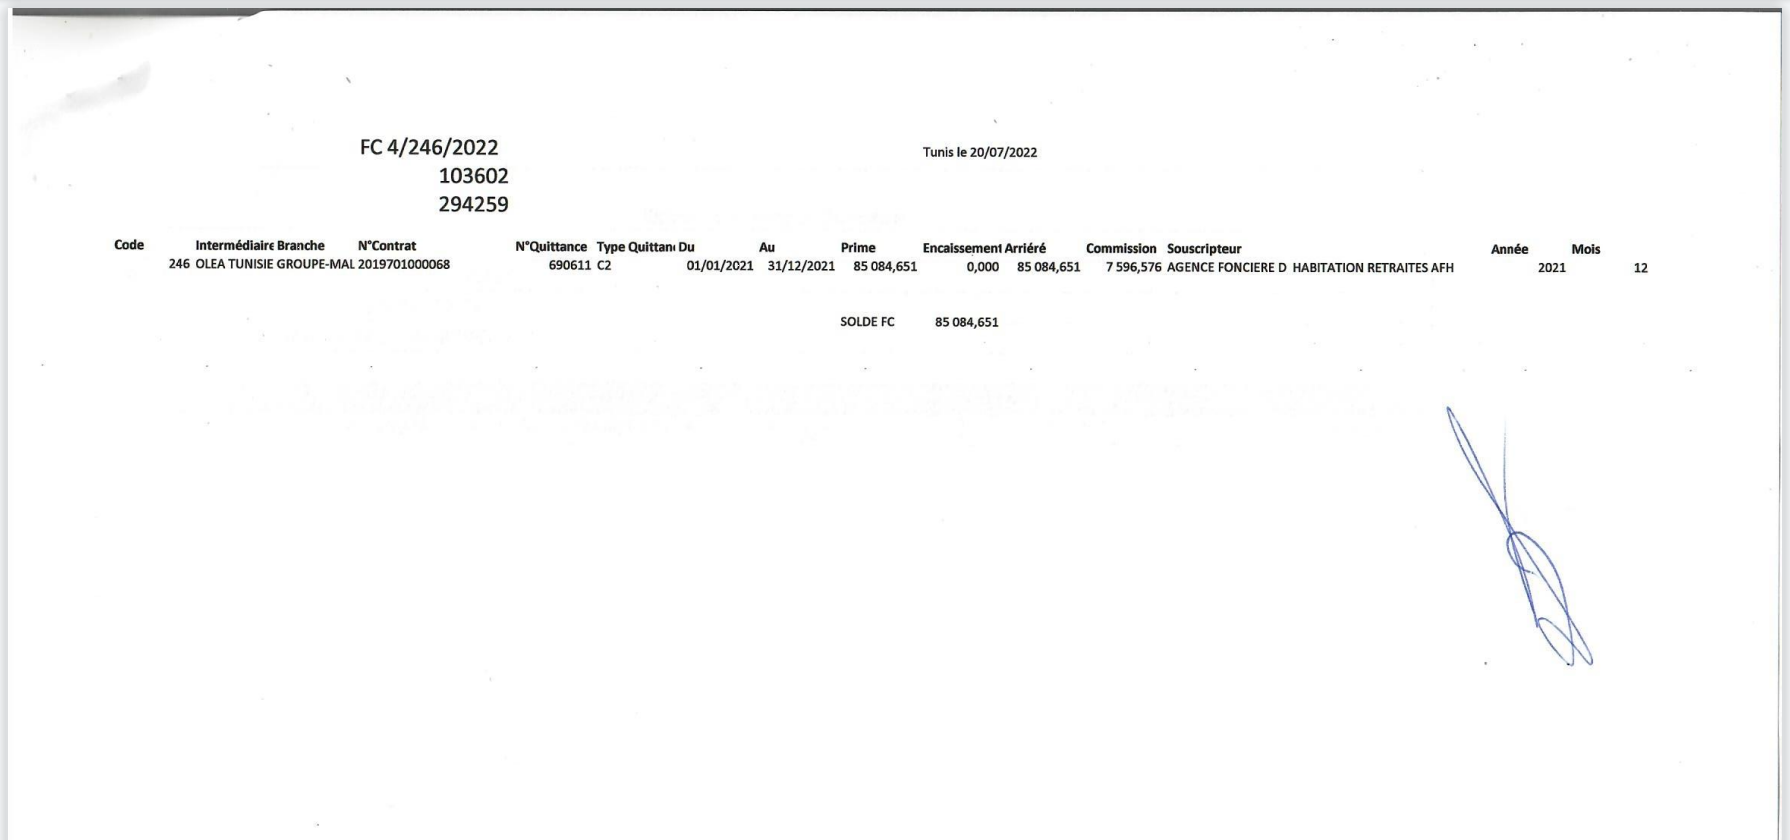 FC 4/246/2022
Tunis le 20/07/2022
103602
294259
Code Intermédiaire Branche N°Contrat N°Quittance Type Quittanc Du Au Prime Encaissement Arriéré Commission Souscripteur Année Mois
246 OLEA TUNISIE GROUPE-MAL 2019701000068 690611 C2 01/01/2021 31/12/2021 85 084,651 0,000 85 084,651 7 596,576 AGENCE FONCIERE D HABITATION RETRAITES AFH 2021 12
SOLDE FC 85 084,651